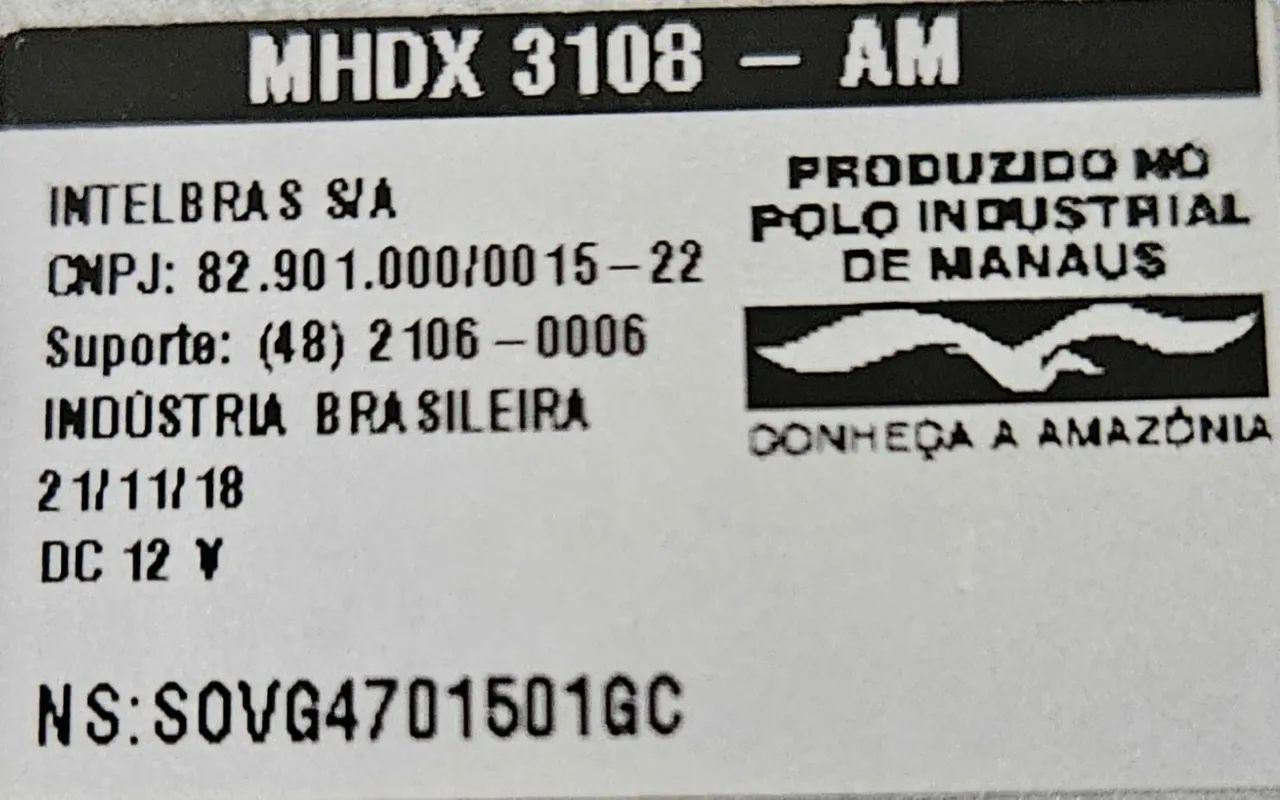 MHDX 3108 - AM
INTELBRAS S/A
CNPJ: 82.901.000/0015-22
Suporte: (48) 2106-0006
INDÚSTRIA BRASILEIRA
21/11/18
DC 12 V
NS:SOVG4701501GC
PRODUZIDO NO
POLO INDUSTRIAL
DE MANAUS
CONHEÇA A AMAZÔNIA